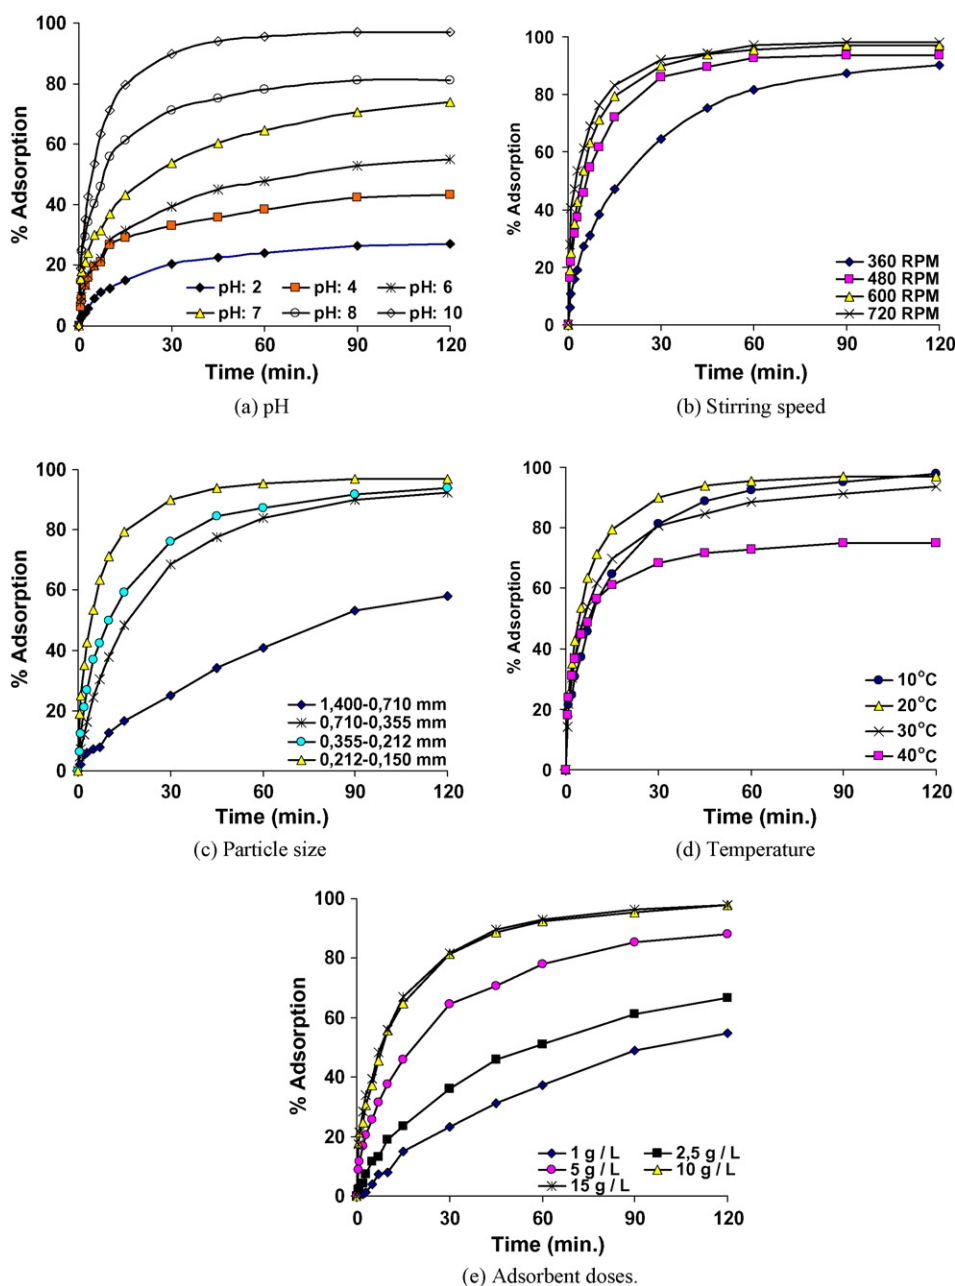 100
80
60
40
20
0
% Adsorption
pH: 2 pH: 4 pH: 6
pH: 7 pH: 8 pH: 10
0 30 60 90 120
Time (min.)
(a) pH
100
80
60
40
20
0
% Adsorption
360 RPM
480 RPM
600 RPM
720 RPM
0 30 60 90 120
Time (min.)
(b) Stirring speed
100
80
60
40
20
0
% Adsorption
1,400-0,710 mm
0,710-0,355 mm
0,355-0,212 mm
0,212-0,150 mm
0 30 60 90 120
Time (min.)
(c) Particle size
100
80
60
40
20
0
% Adsorption
10°C
20°C
30°C
40°C
0 30 60 90 120
Time (min.)
(d) Temperature
100
80
60
40
20
0
% Adsorption
1 g / L 2,5 g / L
5 g / L 10 g / L
15 g / L
0 30 60 90 120
Time (min.)
(e) Adsorbent doses.